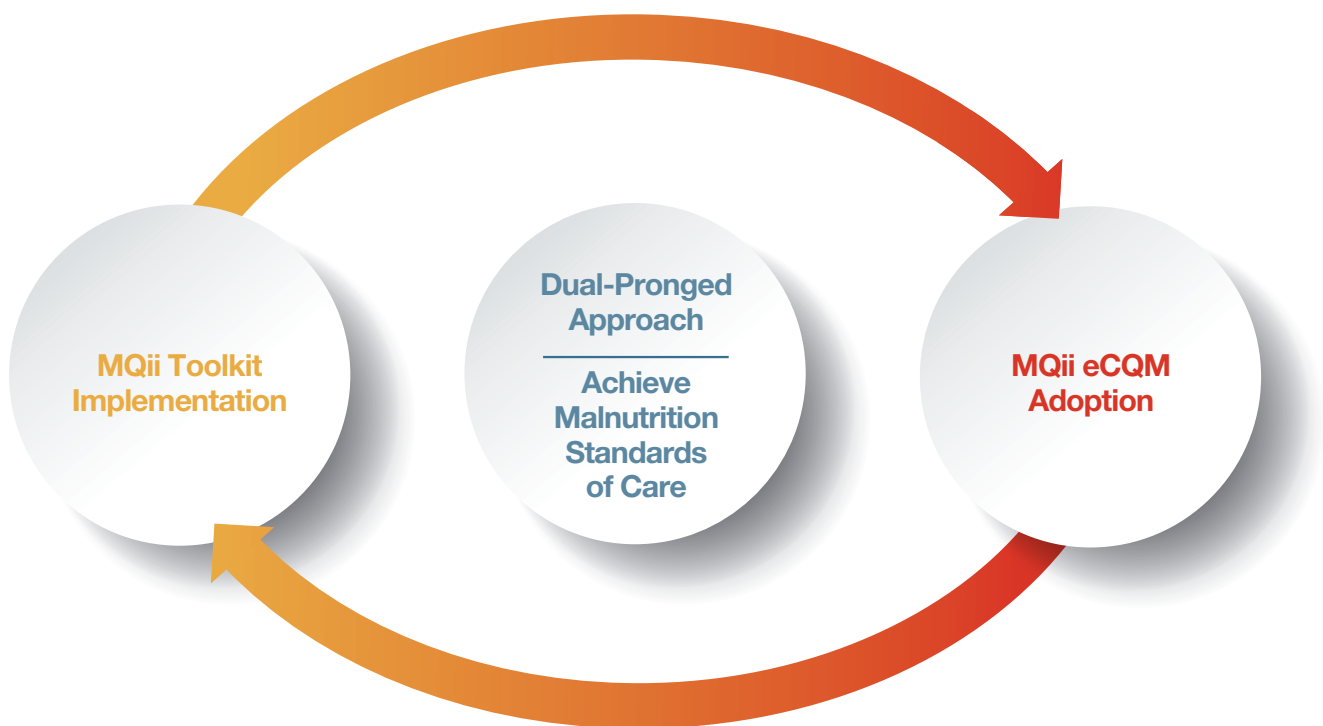 MQii Toolkit
Implementation
Dual-Pronged
Approach
Achieve
Malnutrition
Standards
of Care
MQii eCQM
Adoption